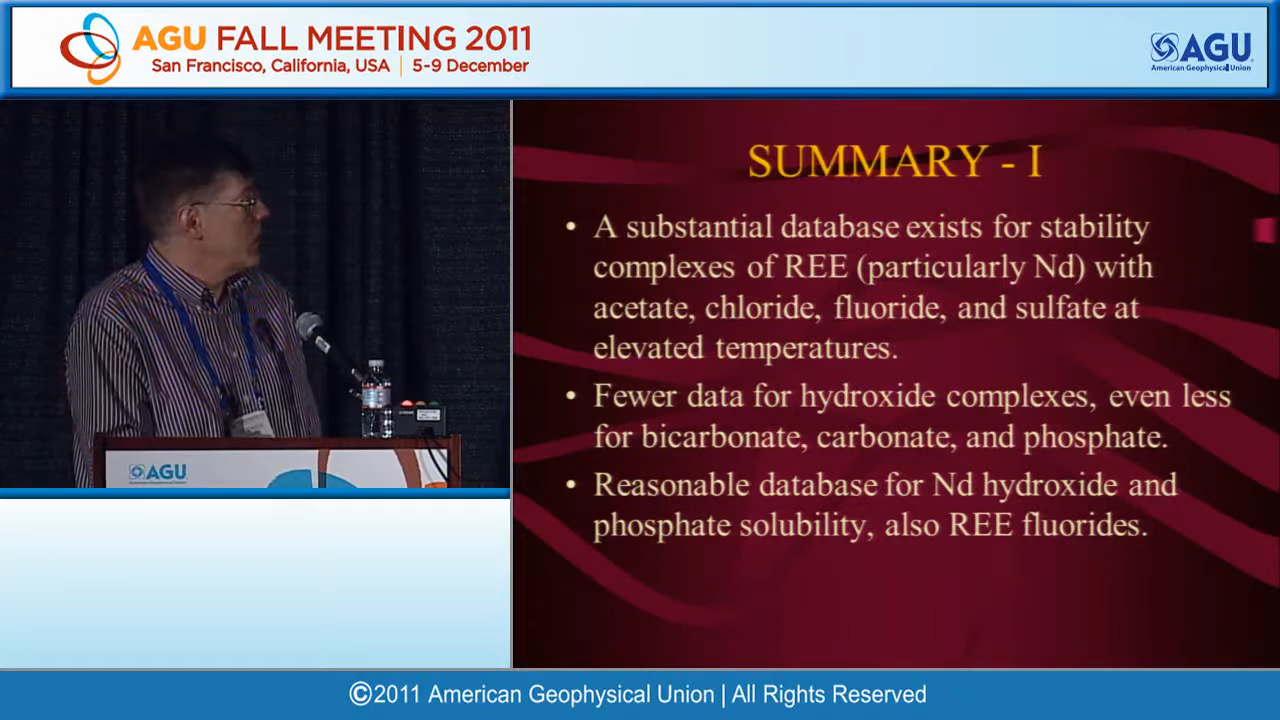 AGU FALL MEETING 2011
San Francisco, California, USA | 5-9 December
AGU
American Geophysical Union
SUMMARY - I
• A substantial database exists for stability
complexes of REE (particularly Nd) with
acetate, chloride, fluoride, and sulfate at
elevated temperatures.
• Fewer data for hydroxide complexes, even less
for bicarbonate, carbonate, and phosphate.
• Reasonable database for Nd hydroxide and
phosphate solubility, also REE fluorides.
AGU
©2011 American Geophysical Union | All Rights Reserved